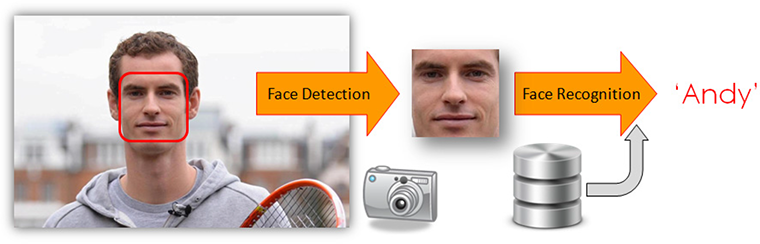 Face Detection
Face Recognition
‘Andy’